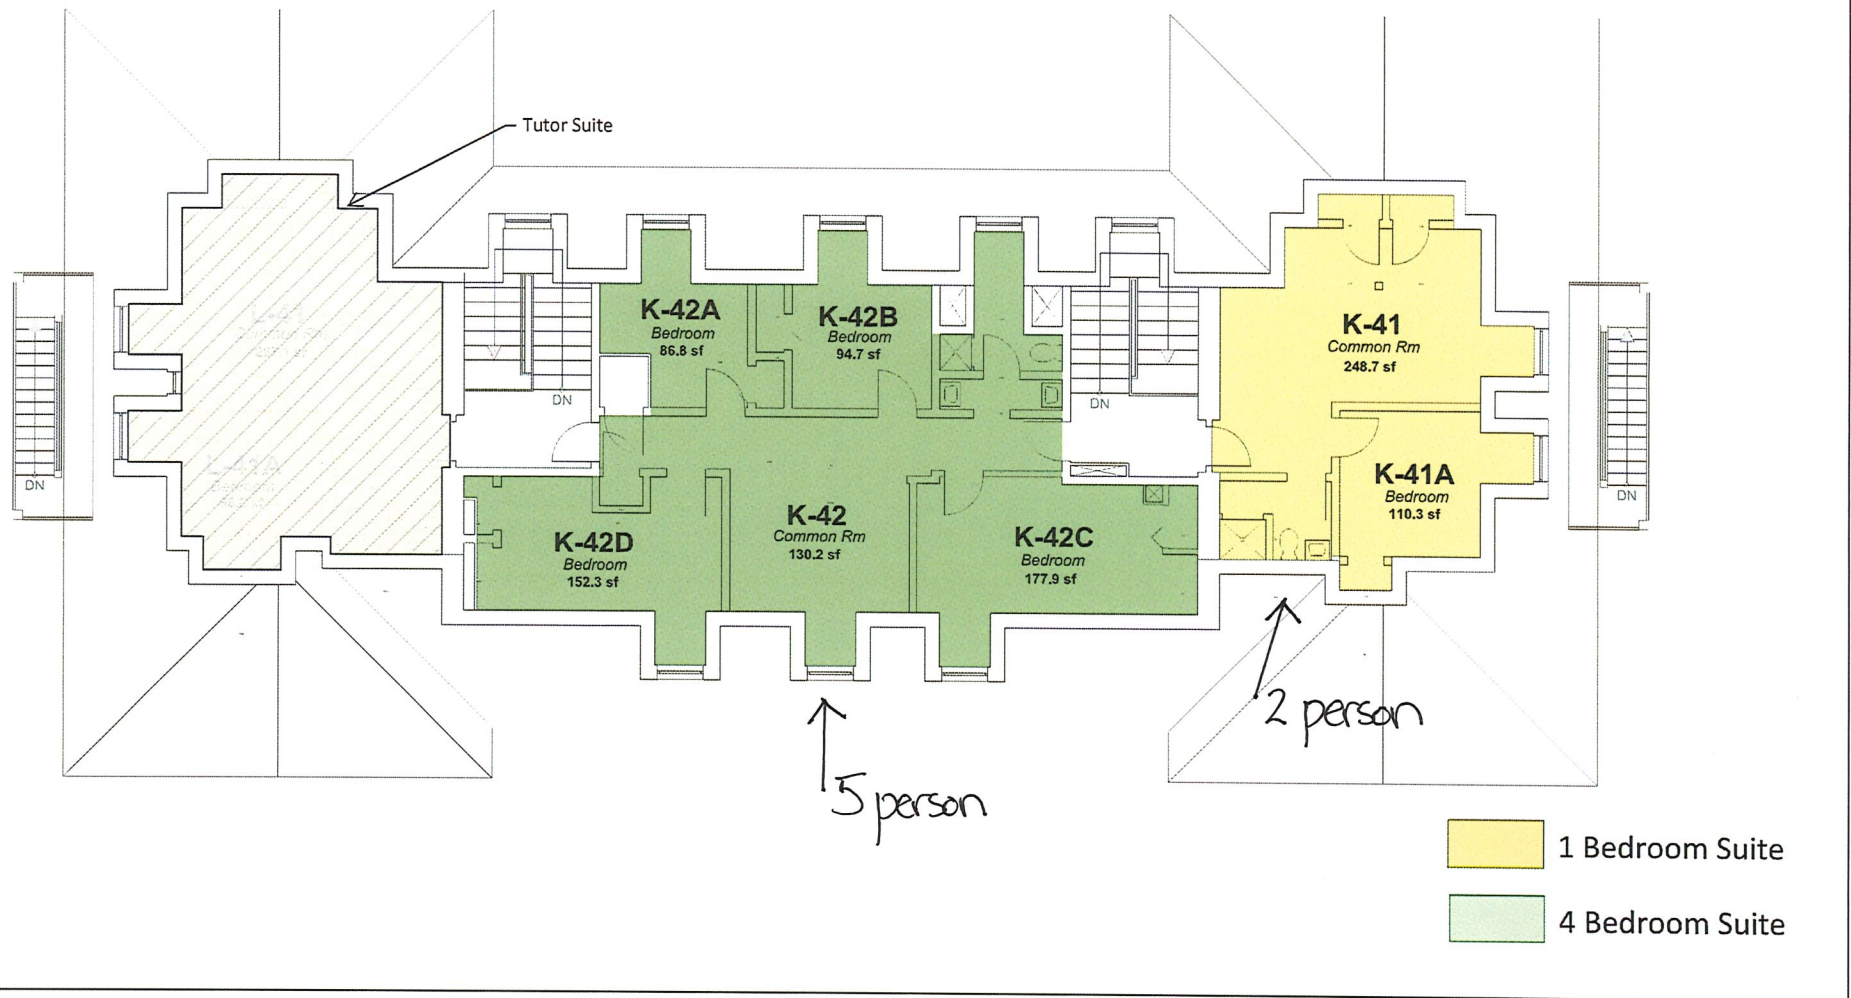 Tutor Suite
K-42A
Bedroom
86.8 sf
K-42B
Bedroom
94.7 sf
K-41
Common Rm
248.7 sf
DN
DN
K-41A
Bedroom
110.3 sf
DN
DN
K-42D
Bedroom
152.3 sf
K-42
Common Rm
130.2 sf
K-42C
Bedroom
177.9 sf
2 person
5 person
1 Bedroom Suite
4 Bedroom Suite